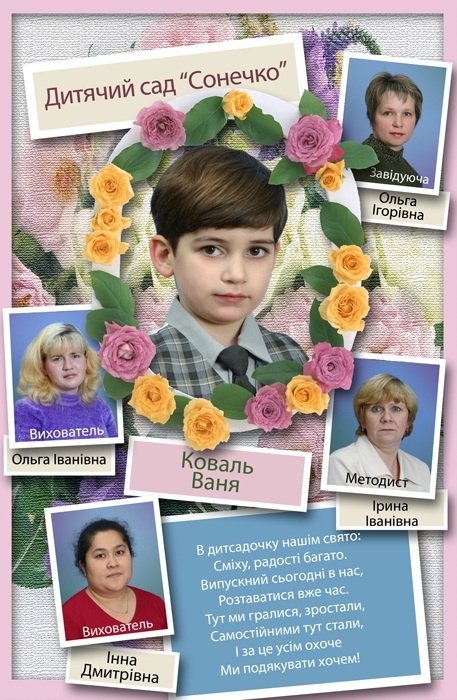 Дитячий сад “Сонечко”
Завідуюча
Ольга
Ігорівна
Вихователь
Ольга Іванівна
Методист
Ірина
Іванівна
Коваль
Ваня
Вихователь
Інна
Дмитрівна
В дитсадочку нашім свято:
Сміху, радості багато.
Випускний сьогодні в нас,
Розтаватися вже час.
Тут ми гралися, зростали,
Самостійними тут стали,
І за це усім охоче
Ми подякувати хочем!